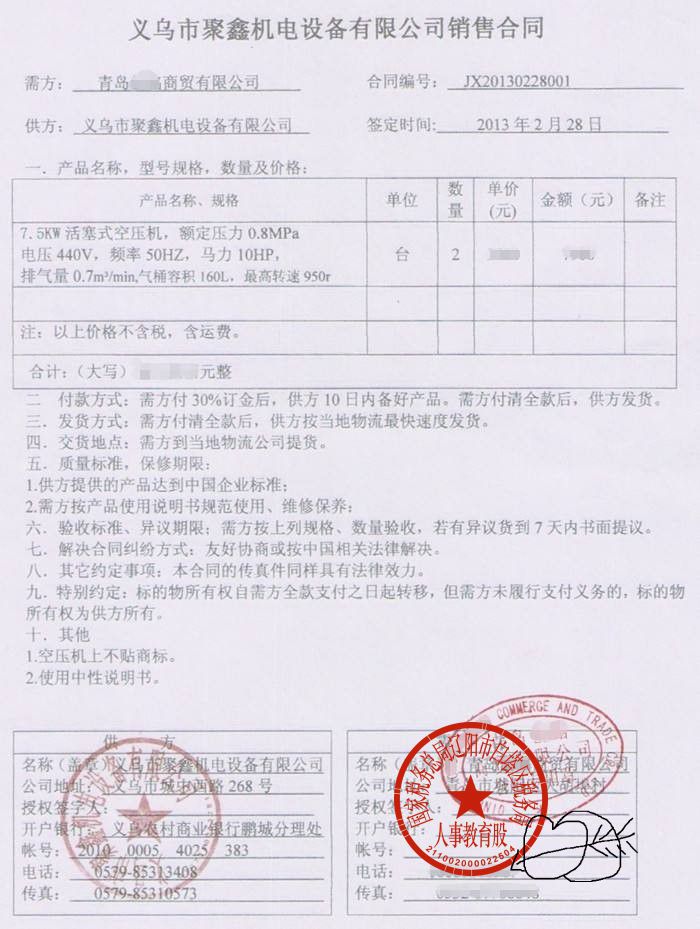 义乌市聚鑫机电设备有限公司销售合同
需方： 青岛 商贸有限公司 合同编号： JX20130228001
供方： 义乌市聚鑫机电设备有限公司 签定时间： 2013 年 2 月 28 日
一．产品名称，型号规格，数量及价格：
产品名称、规格 单位 数量 单价(元) 金额（元） 备注
7.5KW 活塞式空压机，额定压力 0.8MPa
电压 440V，频率 50HZ，马力 10HP，
排气量 0.7m³/min,气桶容积 160L，最高转速 950r
台 2
注：以上价格不含税，含运费。
合计：（大写） 元整
二 付款方式：需方付 30%订金后，供方 10 日内备好产品。需方付清全款后，供方发货。
三．发货方式：需方付清全款后，供方按当地物流最快速度发货。
四．交货地点：需方到当地物流公司提货。
五．质量标准，保修期限：
1.供方提供的产品达到中国企业标准；
2.需方按产品使用说明书规范使用、维修保养；
六．验收标准、异议期限；需方按上列规格、数量验收，若有异议货到 7 天内书面提议。
七．解决合同纠纷方式：友好协商或按中国相关法律解决。
八．其它约定事项：本合同的传真件同样具有法律效力。
九．特别约定：标的物所有权自需方全款支付之日起转移，但需方未履行支付义务的，标的物
所有权为供方所有。
十．其他
1.空压机上不贴商标。
2.使用中性说明书。
供 方
名称（盖章）义乌市聚鑫机电设备有限公司
公司地址： 义乌市城中西路 268 号
授权签字人：
开户银行： 义乌农村商业银行鹏城分理处
帐号： 2010 0005 4025 383
电话： 0579-85313408
传真： 0579-85310573
青岛 商贸有限公司
公司地址：
授权签字人：
开户银行：
帐号：
电话：
传真：
COMMERCE AND TRADE CO
国家税务总局辽阳市白塔区税务局
人事教育股
211002000022604